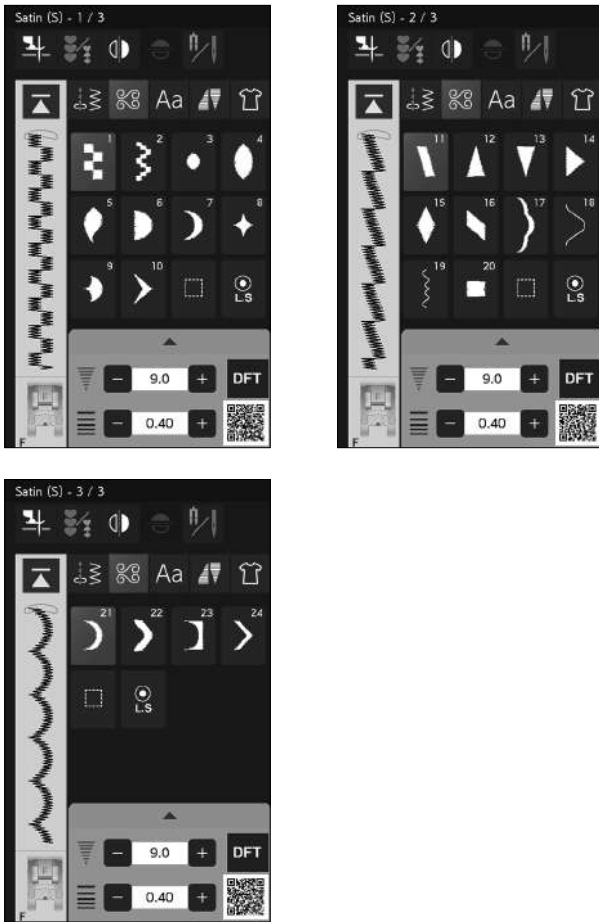 Satin (S) - 1 / 3
Aa
1 2 3 4
5 6 7 8
9 10 L.S
9.0 DFT
0.40
F
Satin (S) - 2 / 3
Aa
11 12 13 14
15 16 17 18
19 20 L.S
9.0 DFT
0.40
F
Satin (S) - 3 / 3
Aa
21 22 23 24
L.S
9.0 DFT
0.40
F